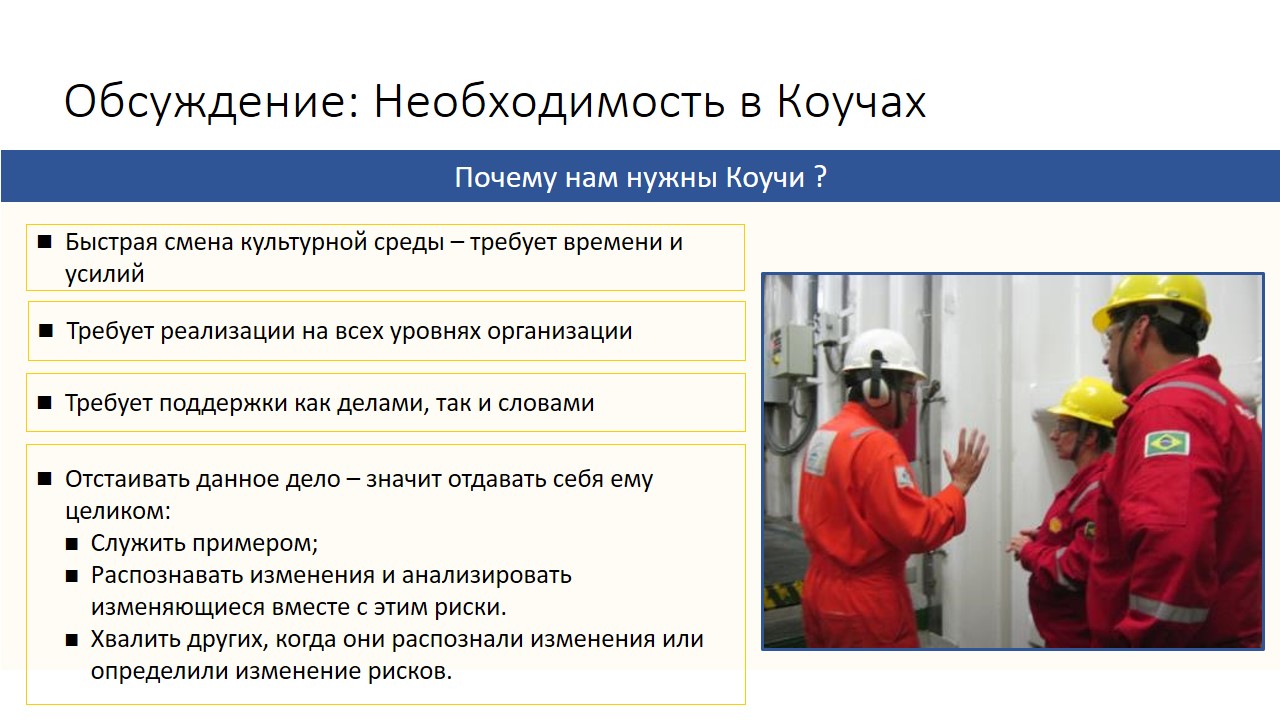 Обсуждение: Необходимость в Коучах
Почему нам нужны Коучи ?
■ Быстрая смена культурной среды – требует времени и
усилий
■ Требует реализации на всех уровнях организации
■ Требует поддержки как делами, так и словами
■ Отстаивать данное дело – значит отдавать себя ему
целиком:
■ Служить примером;
■ Распознавать изменения и анализировать
изменяющиеся вместе с этим риски.
■ Хвалить других, когда они распознали изменения или
определили изменение рисков.